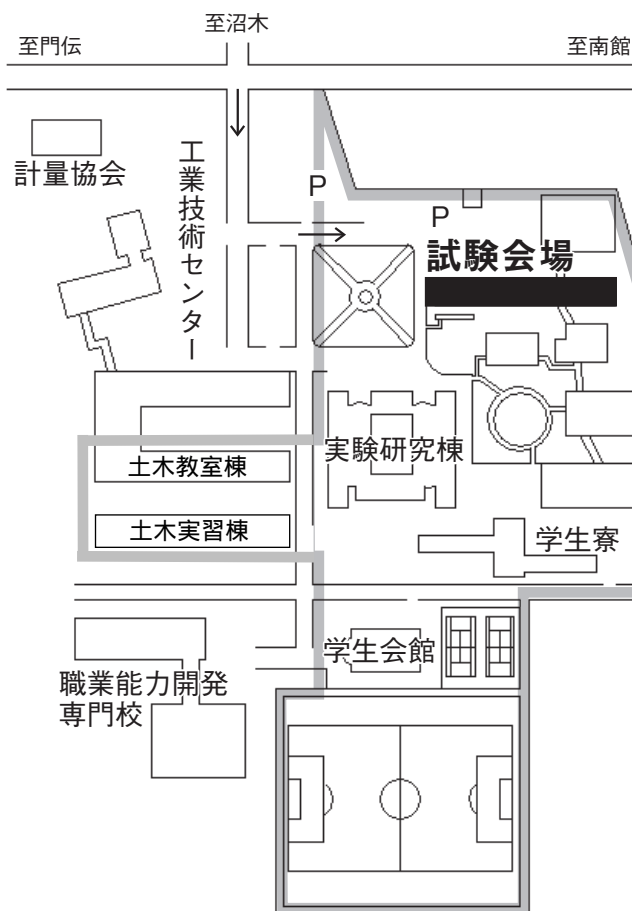 至沼木
至門伝
至南館
計量協会
工業技術センター
P
P
試験会場
実験研究棟
土木教室棟
土木実習棟
学生寮
学生会館
職業能力開発
専門校